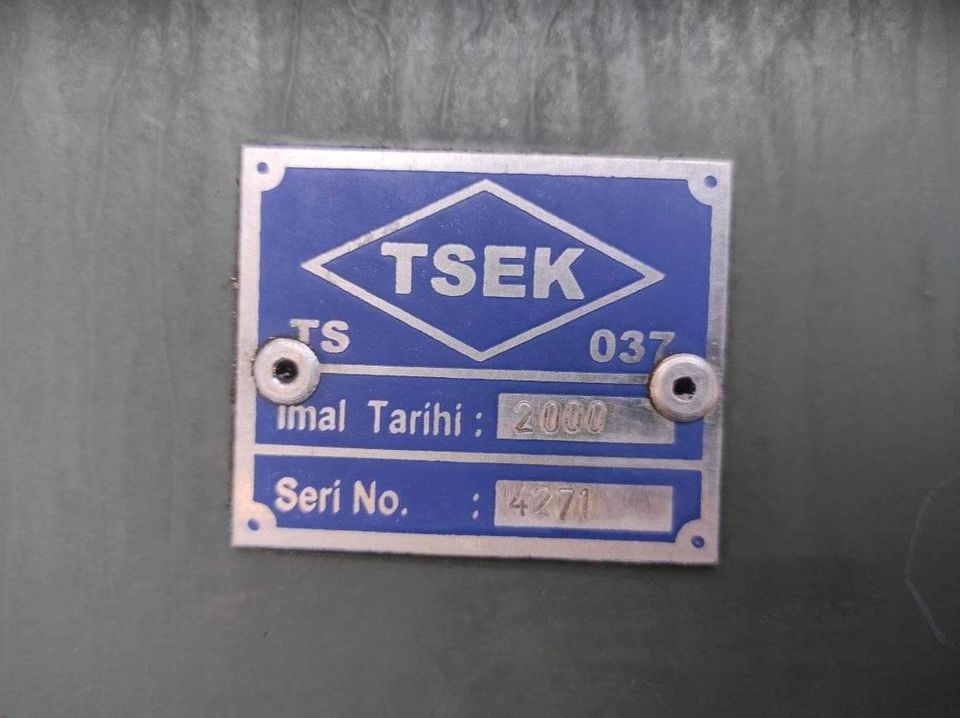 TSEK
TS 037
İmal Tarihi : 2000
Seri No. : 4271